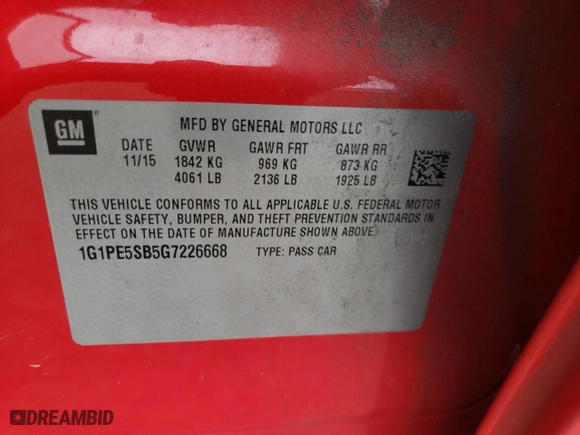 GM
MFD BY GENERAL MOTORS LLC
DATE GVWR GAWR FRT GAWR RR
11/15 1842 KG 969 KG 873 KG
4061 LB 2136 LB 1925 LB
THIS VEHICLE CONFORMS TO ALL APPLICABLE U.S. FEDERAL MOTOR
VEHICLE SAFETY, BUMPER, AND THEFT PREVENTION STANDARDS IN
EFFECT ON THE DATE OF MANUFACTURE SHOWN ABOVE.
1G1PE5SB5G7226668 TYPE: PASS CAR
DREAMBID